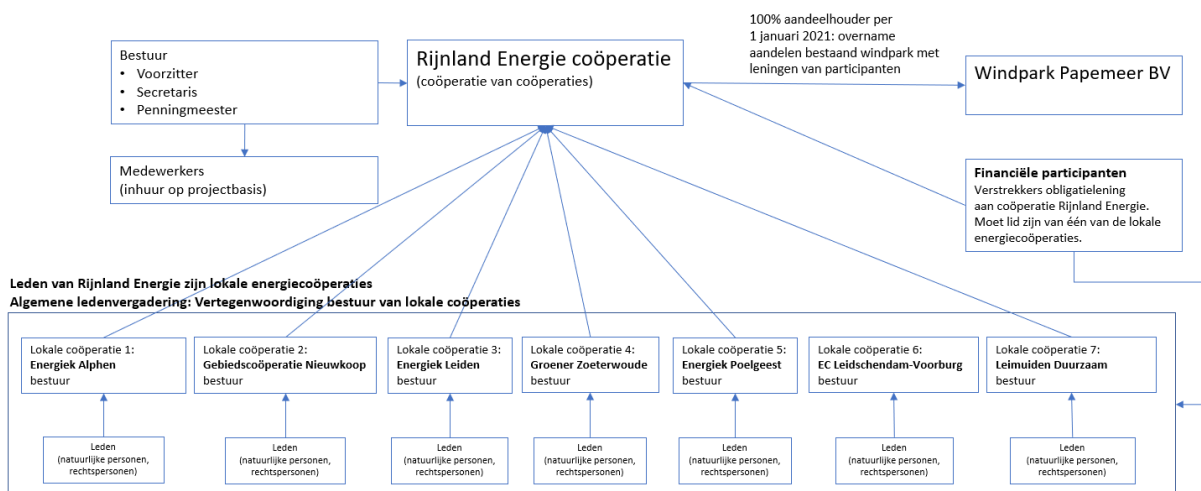 Bestuur
• Voorzitter
• Secretaris
• Penningmeester
Rijnland Energie coöperatie
(coöperatie van coöperaties)
100% aandeelhouder per
1 januari 2021: overname
aandelen bestaand windpark met
leningen van participanten
Windpark Papemeer BV
Medewerkers
(inhuur op projectbasis)
Financiële participanten
Verstrekkers obligatielening
aan coöperatie Rijnland Energie.
Moet lid zijn van één van de lokale
energiecoöperaties.
Leden van Rijnland Energie zijn lokale energiecoöperaties
Algemene ledenvergadering: Vertegenwoordiging bestuur van lokale coöperaties
Lokale coöperatie 1:
Energiek Alphen
bestuur
Lokale coöperatie 2:
Gebiedscoöperatie Nieuwkoop
bestuur
Lokale coöperatie 3:
Energiek Leiden
bestuur
Lokale coöperatie 4:
Groener Zoeterwoude
bestuur
Lokale coöperatie 5:
Energiek Poelgeest
bestuur
Lokale coöperatie 6:
EC Leidschendam-Voorburg
bestuur
Lokale coöperatie 7:
Leimuiden Duurzaam
bestuur
Leden
(natuurlijke personen,
rechtspersonen)
Leden
(natuurlijke personen,
rechtspersonen)
Leden
(natuurlijke personen,
rechtspersonen)
Leden
(natuurlijke personen,
rechtspersonen)
Leden
(natuurlijke personen,
rechtspersonen)
Leden
(natuurlijke personen,
rechtspersonen)
Leden
(natuurlijke personen,
rechtspersonen)